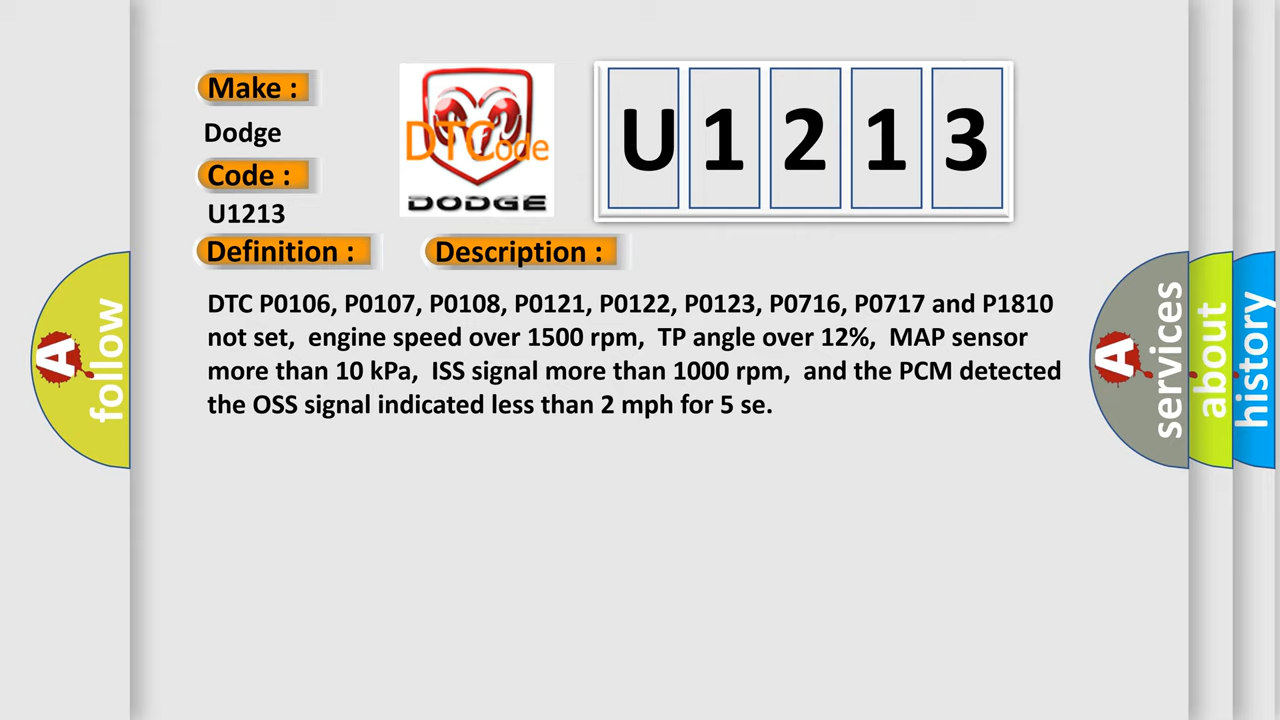 Make :
Dodge
Code :
U1213
Definition :
Description :
DTC P0106, P0107, P0108, P0121, P0122, P0123, P0716, P0717 and P1810
not set, engine speed over 1500 rpm, TP angle over 12%, MAP sensor
more than 10 kPa, ISS signal more than 1000 rpm, and the PCM detected
the OSS signal indicated less than 2 mph for 5 se.
DTCode
DODGE
U1213
A follow
A services
about
history